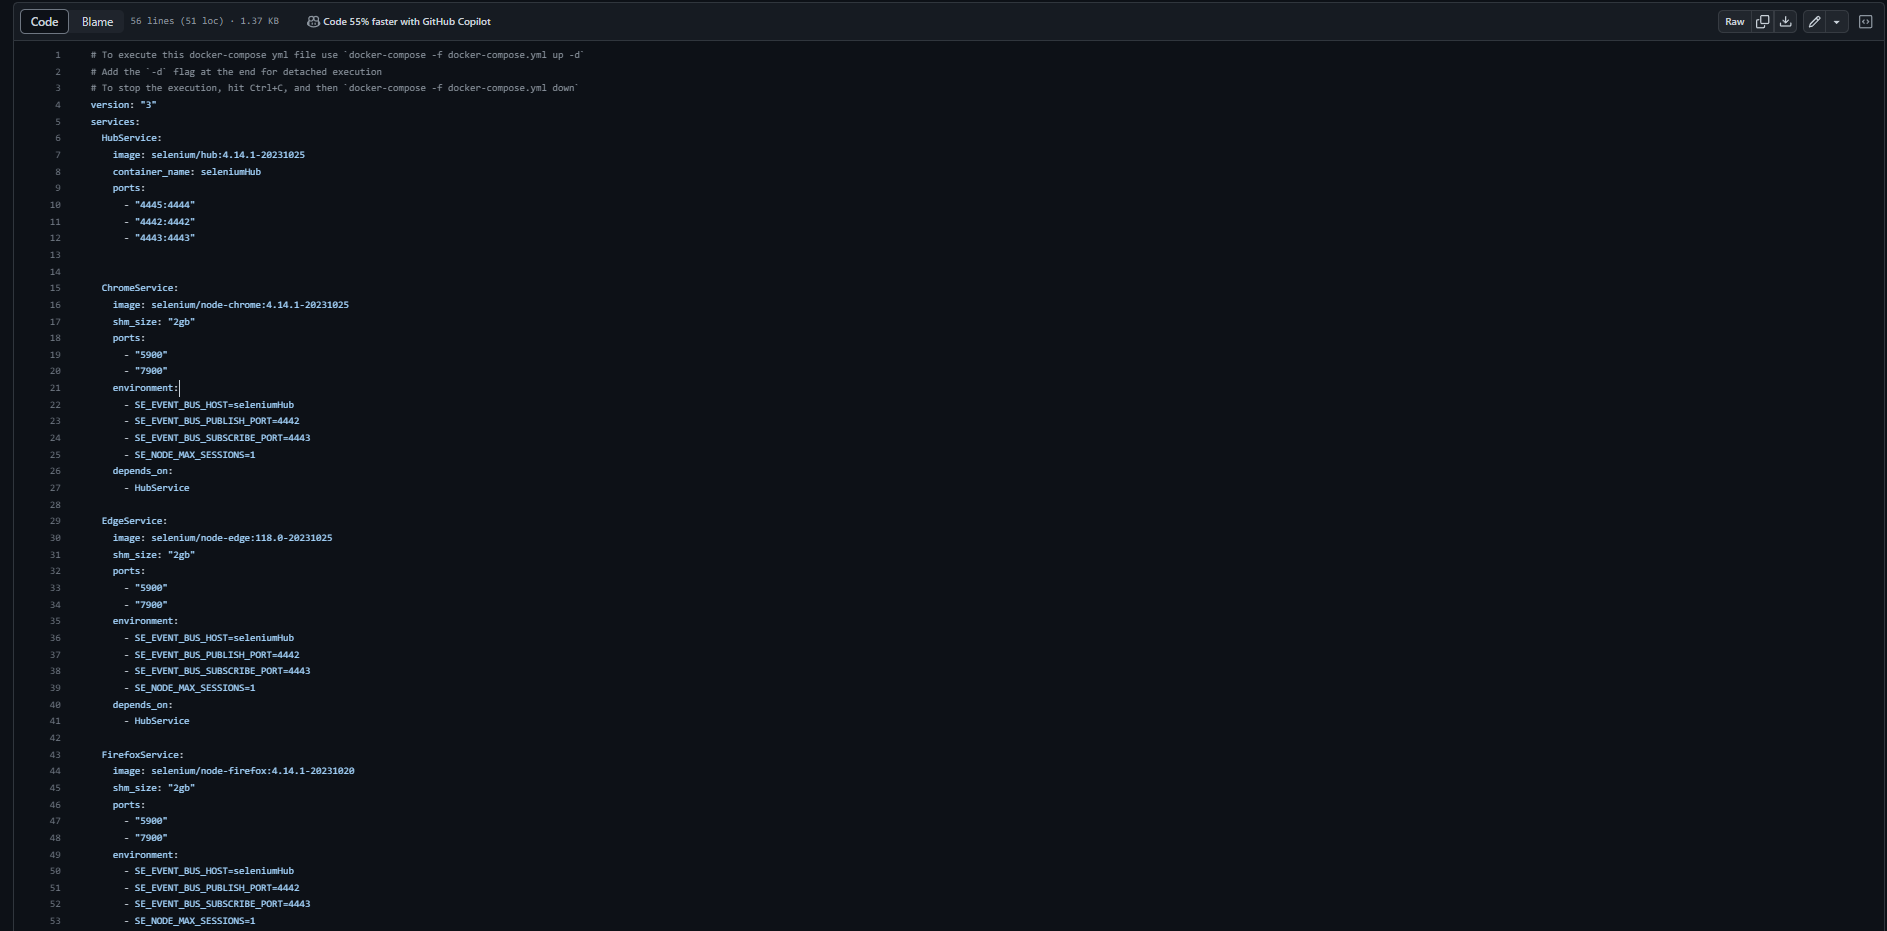 Code Blame 56 lines (51 loc) · 1.37 KB Code 55% faster with GitHub Copilot Raw
1 # To execute this docker-compose yml file use `docker-compose -f docker-compose.yml up -d`
2 # Add the `-d` flag at the end for detached execution
3 # To stop the execution, hit Ctrl+C, and then `docker-compose -f docker-compose.yml down`
4 version: "3"
5 services:
6   HubService:
7     image: selenium/hub:4.14.1-20231025
8     container_name: seleniumHub
9     ports:
10       - "4445:4444"
11       - "4442:4442"
12       - "4443:4443"
13
14
15   ChromeService:
16     image: selenium/node-chrome:4.14.1-20231025
17     shm_size: "2gb"
18     ports:
19       - "5900"
20       - "7900"
21     environment:
22       - SE_EVENT_BUS_HOST=seleniumHub
23       - SE_EVENT_BUS_PUBLISH_PORT=4442
24       - SE_EVENT_BUS_SUBSCRIBE_PORT=4443
25       - SE_NODE_MAX_SESSIONS=1
26     depends_on:
27       - HubService
28
29   EdgeService:
30     image: selenium/node-edge:118.0-20231025
31     shm_size: "2gb"
32     ports:
33       - "5900"
34       - "7900"
35     environment:
36       - SE_EVENT_BUS_HOST=seleniumHub
37       - SE_EVENT_BUS_PUBLISH_PORT=4442
38       - SE_EVENT_BUS_SUBSCRIBE_PORT=4443
39       - SE_NODE_MAX_SESSIONS=1
40     depends_on:
41       - HubService
42
43   FirefoxService:
44     image: selenium/node-firefox:4.14.1-20231020
45     shm_size: "2gb"
46     ports:
47       - "5900"
48       - "7900"
49     environment:
50       - SE_EVENT_BUS_HOST=seleniumHub
51       - SE_EVENT_BUS_PUBLISH_PORT=4442
52       - SE_EVENT_BUS_SUBSCRIBE_PORT=4443
53       - SE_NODE_MAX_SESSIONS=1